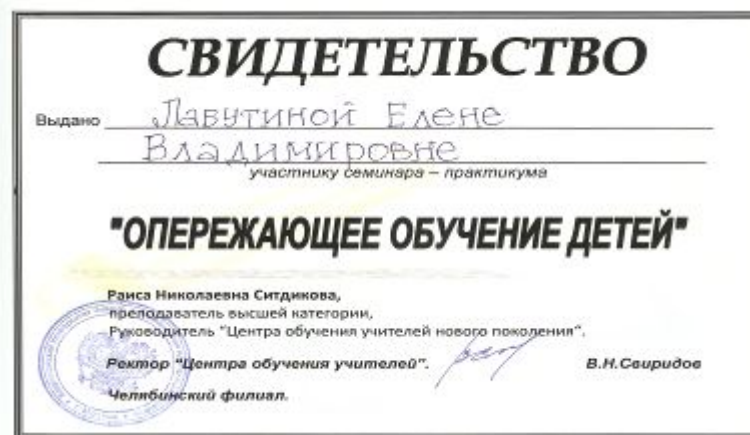 СВИДЕТЕЛЬСТВО
Выдано Лабутиной Елене
Владимировне
участнику семинара – практикума
"ОПЕРЕЖАЮЩЕЕ ОБУЧЕНИЕ ДЕТЕЙ"
Раиса Николаевна Ситдикова,
преподаватель высшей категории,
Руководитель "Центра обучения учителей нового поколения".
Ректор "Центра обучения учителей". В.Н.Свиридов
Челябинский филиал.